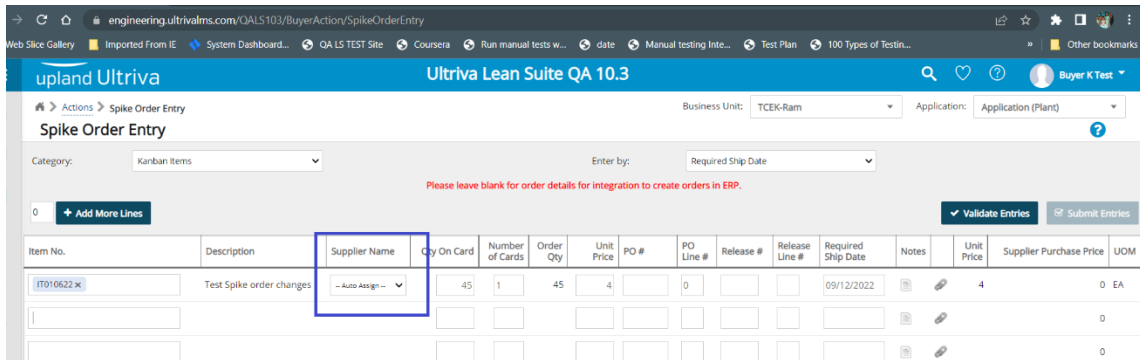 engineering.ultrivalms.com/QALS103/BuyerAction/SpikeOrderEntry
Web Slice Gallery Imported From IE System Dashboard... QA LS TEST Site Coursera Run manual tests w... date Manual testing Inte... Test Plan 100 Types of Testin... » Other bookmarks
upland Ultriva Ultriva Lean Suite QA 10.3 Buyer K Test
Actions > Spike Order Entry Business Unit: TCEK-Ram Application: Application (Plant)
Spike Order Entry
Category: Kanban Items Enter by: Required Ship Date
Please leave blank for order details for integration to create orders in ERP.
0 + Add More Lines Validate Entries Submit Entries
Item No. Description Supplier Name Qty On Card Number of Cards Order Qty Unit Price PO # PO Line # Release # Release Line # Required Ship Date Notes Unit Price Supplier Purchase Price UOM
IT010622 × Test Spike order changes -- Auto Assign -- 45 1 45 4 0 09/12/2022 4 0 EA
0
0